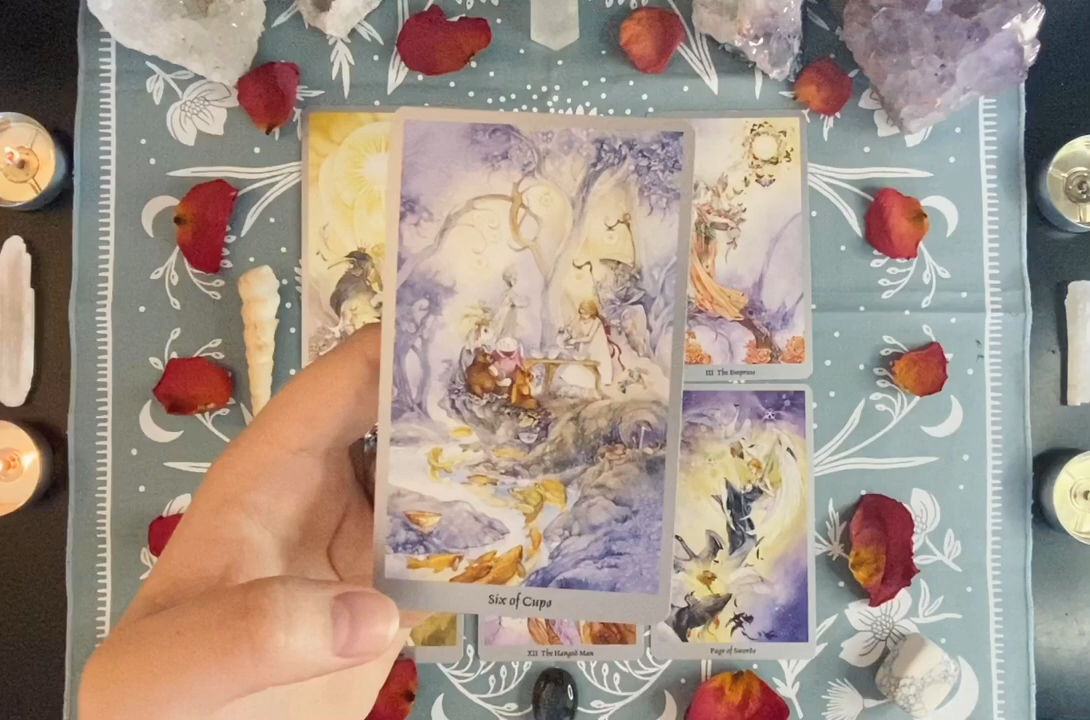 III The Empress
Six of Cups
XII The Hanged Man
Page of Swords